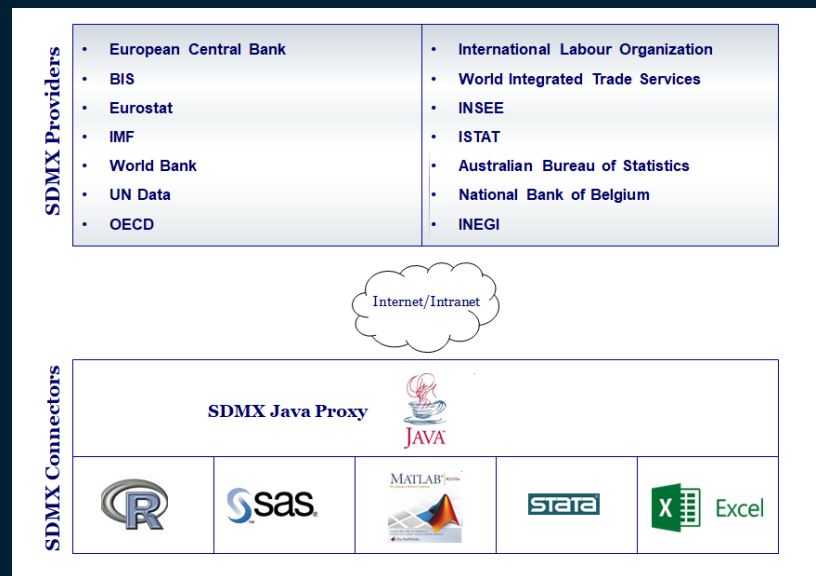 SDMX Providers
• European Central Bank
• BIS
• Eurostat
• IMF
• World Bank
• UN Data
• OECD
• International Labour Organization
• World Integrated Trade Services
• INSEE
• ISTAT
• Australian Bureau of Statistics
• National Bank of Belgium
• INEGI
Internet/Intranet
SDMX Connectors
SDMX Java Proxy
JAVA
R
sas
MATLAB
stata
X
Excel